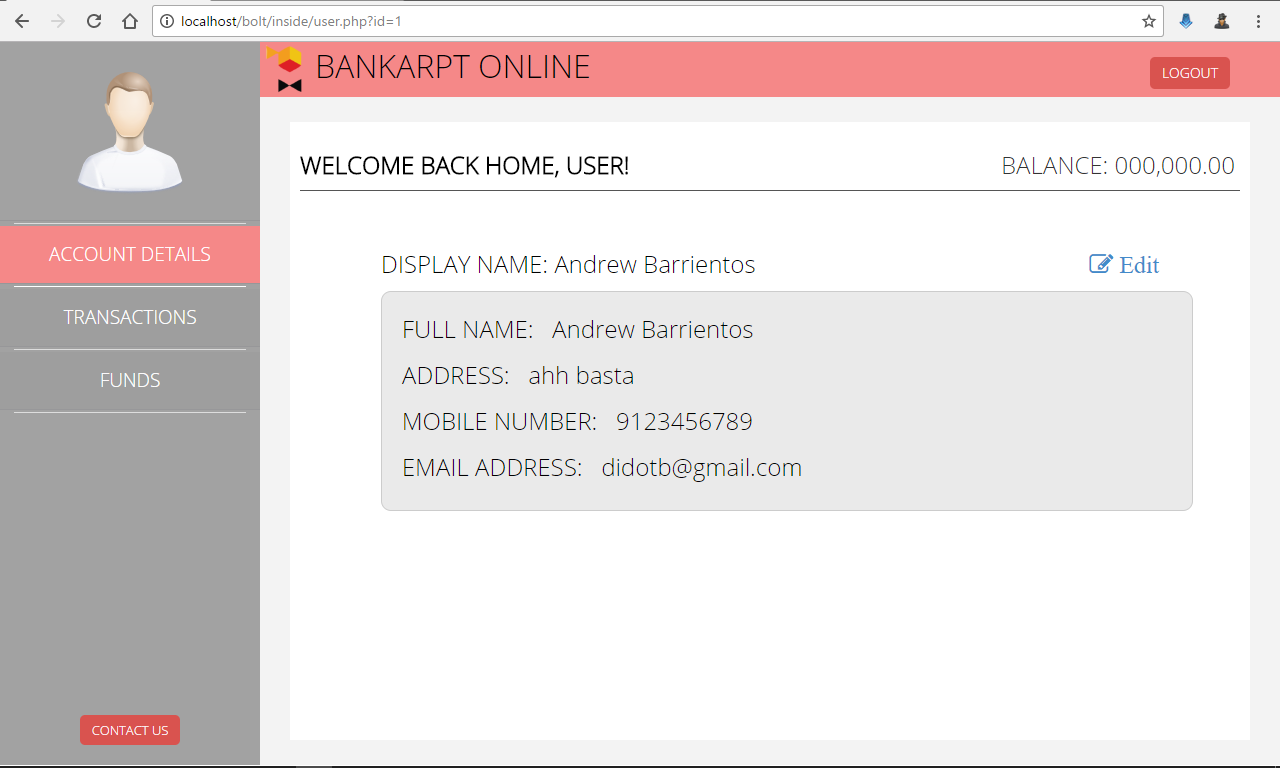 localhost/bolt/inside/user.php?id=1
BANKARPT ONLINE
LOGOUT
WELCOME BACK HOME, USER!
BALANCE: 000,000.00
ACCOUNT DETAILS
TRANSACTIONS
FUNDS
DISPLAY NAME: Andrew Barrientos
Edit
FULL NAME: Andrew Barrientos
ADDRESS: ahh basta
MOBILE NUMBER: 9123456789
EMAIL ADDRESS: didotb@gmail.com
CONTACT US